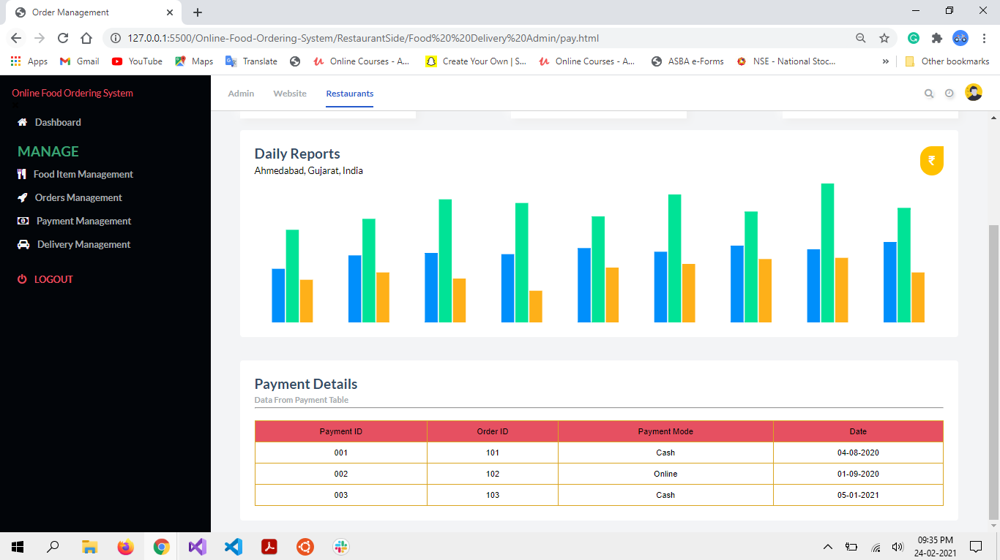 Order Management
127.0.0.1:5500/Online-Food-Ordering-System/RestaurantSide/Food%20%20Delivery%20Admin/pay.html
Apps Gmail YouTube Maps Translate Online Courses - A... Create Your Own | S... Online Courses - A... ASBA e-Forms NSE - National Stoc... » Other bookmarks
Online Food Ordering System
Dashboard
MANAGE
Food Item Management
Orders Management
Payment Management
Delivery Management
LOGOUT
Admin Website Restaurants
Daily Reports
₹
Ahmedabad, Gujarat, India
Payment Details
Data From Payment Table
Payment ID Order ID Payment Mode Date
001 101 Cash 04-08-2020
002 102 Online 01-09-2020
003 103 Cash 05-01-2021
09:35 PM
24-02-2021